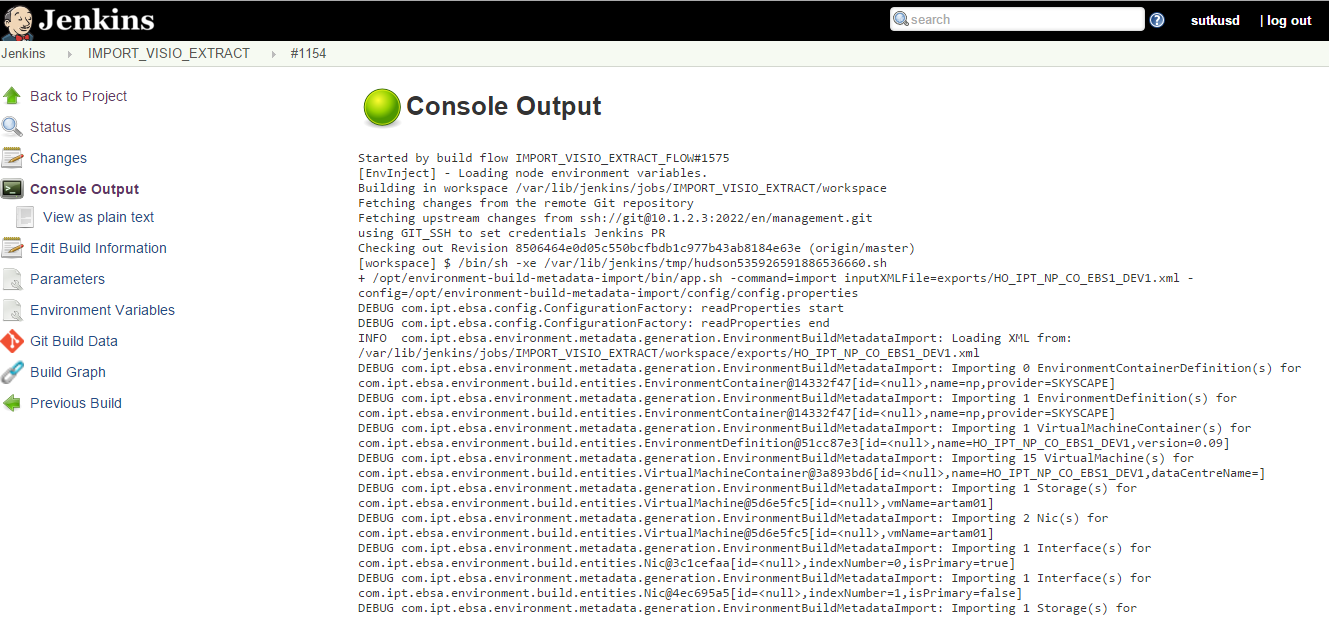 Jenkins
search
?
sutkusd
| log out
Jenkins
IMPORT_VISIO_EXTRACT
#1154
Back to Project
Status
Changes
Console Output
View as plain text
Edit Build Information
Parameters
Environment Variables
Git Build Data
Build Graph
Previous Build
Console Output
Started by build flow IMPORT_VISIO_EXTRACT_FLOW#1575
[EnvInject] - Loading node environment variables.
Building in workspace /var/lib/jenkins/jobs/IMPORT_VISIO_EXTRACT/workspace
Fetching changes from the remote Git repository
Fetching upstream changes from ssh://git@10.1.2.3:2022/en/management.git
using GIT_SSH to set credentials Jenkins PR
Checking out Revision 8506464e0d05c550bcfbdb1c977b43ab8184e63e (origin/master)
[workspace] $ /bin/sh -xe /var/lib/jenkins/tmp/hudson535926591886536660.sh
+ /opt/environment-build-metadata-import/bin/app.sh -command=import inputXMLFile=exports/HO_IPT_NP_CO_EBS1_DEV1.xml -
config=/opt/environment-build-metadata-import/config/config.properties
DEBUG com.ipt.ebsa.config.ConfigurationFactory: readProperties start
DEBUG com.ipt.ebsa.config.ConfigurationFactory: readProperties end
INFO  com.ipt.ebsa.environment.metadata.generation.EnvironmentBuildMetadataImport: Loading XML from:
/var/lib/jenkins/jobs/IMPORT_VISIO_EXTRACT/workspace/exports/HO_IPT_NP_CO_EBS1_DEV1.xml
DEBUG com.ipt.ebsa.environment.metadata.generation.EnvironmentBuildMetadataImport: Importing 0 EnvironmentContainerDefinition(s) for
com.ipt.ebsa.environment.build.entities.EnvironmentContainer@14332f47[id=<null>,name=np,provider=SKYSCAPE]
DEBUG com.ipt.ebsa.environment.metadata.generation.EnvironmentBuildMetadataImport: Importing 1 EnvironmentDefinition(s) for
com.ipt.ebsa.environment.build.entities.EnvironmentContainer@14332f47[id=<null>,name=np,provider=SKYSCAPE]
DEBUG com.ipt.ebsa.environment.metadata.generation.EnvironmentBuildMetadataImport: Importing 1 VirtualMachineContainer(s) for
com.ipt.ebsa.environment.build.entities.EnvironmentDefinition@51cc87e3[id=<null>,name=HO_IPT_NP_CO_EBS1_DEV1,version=0.09]
DEBUG com.ipt.ebsa.environment.metadata.generation.EnvironmentBuildMetadataImport: Importing 15 VirtualMachine(s) for
com.ipt.ebsa.environment.build.entities.VirtualMachineContainer@3a893bd6[id=<null>,name=HO_IPT_NP_CO_EBS1_DEV1,dataCentreName=]
DEBUG com.ipt.ebsa.environment.metadata.generation.EnvironmentBuildMetadataImport: Importing 1 Storage(s) for
com.ipt.ebsa.environment.build.entities.VirtualMachine@5d6e5fc5[id=<null>,vmName=artam01]
DEBUG com.ipt.ebsa.environment.metadata.generation.EnvironmentBuildMetadataImport: Importing 2 Nic(s) for
com.ipt.ebsa.environment.build.entities.VirtualMachine@5d6e5fc5[id=<null>,vmName=artam01]
DEBUG com.ipt.ebsa.environment.metadata.generation.EnvironmentBuildMetadataImport: Importing 1 Interface(s) for
com.ipt.ebsa.environment.build.entities.Nic@3c1cefaa[id=<null>,indexNumber=0,isPrimary=true]
DEBUG com.ipt.ebsa.environment.metadata.generation.EnvironmentBuildMetadataImport: Importing 1 Interface(s) for
com.ipt.ebsa.environment.build.entities.Nic@4ec695a5[id=<null>,indexNumber=1,isPrimary=false]
DEBUG com.ipt.ebsa.environment.metadata.generation.EnvironmentBuildMetadataImport: Importing 1 Storage(s) for